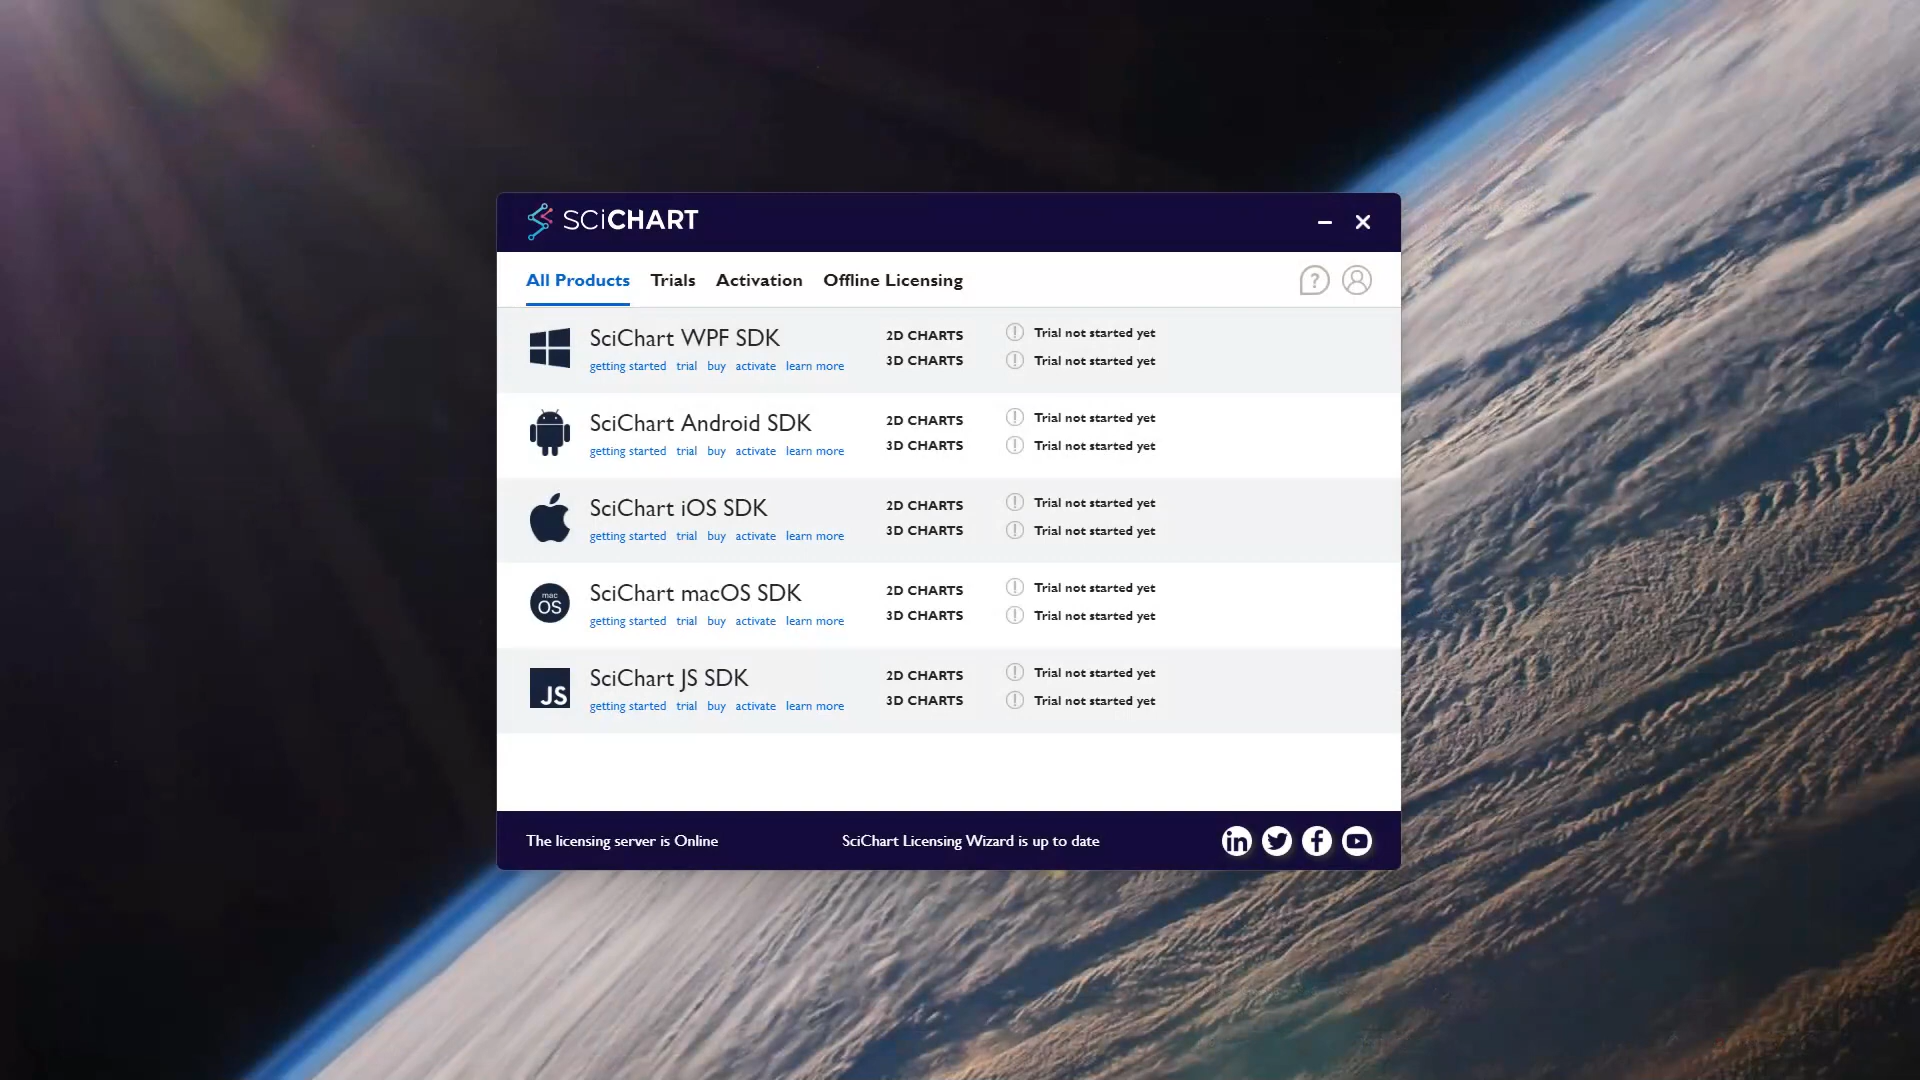 SCiCHART
All Products Trials Activation Offline Licensing ?
SciChart WPF SDK
getting started trial buy activate learn more
2D CHARTS ! Trial not started yet
3D CHARTS ! Trial not started yet
SciChart Android SDK
getting started trial buy activate learn more
2D CHARTS ! Trial not started yet
3D CHARTS ! Trial not started yet
SciChart iOS SDK
getting started trial buy activate learn more
2D CHARTS ! Trial not started yet
3D CHARTS ! Trial not started yet
mac
OS
SciChart macOS SDK
getting started trial buy activate learn more
2D CHARTS ! Trial not started yet
3D CHARTS ! Trial not started yet
JS
SciChart JS SDK
getting started trial buy activate learn more
2D CHARTS ! Trial not started yet
3D CHARTS ! Trial not started yet
The licensing server is Online SciChart Licensing Wizard is up to date in f